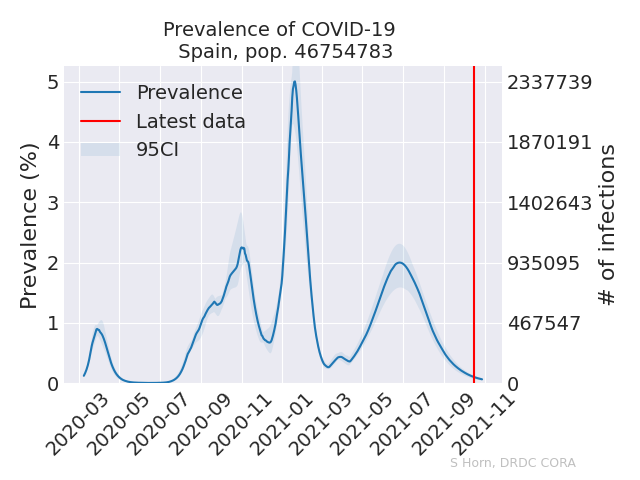 Prevalence of COVID-19
Spain, pop. 46754783
Prevalence
Latest data
95CI
Prevalence (%)
5
4
3
2
1
0
2337739
1870191
1402643
935095
467547
0
# of infections
2020-03
2020-05
2020-07
2020-09
2020-11
2021-01
2021-03
2021-05
2021-07
2021-09
2021-11
S Horn, DRDC CORA